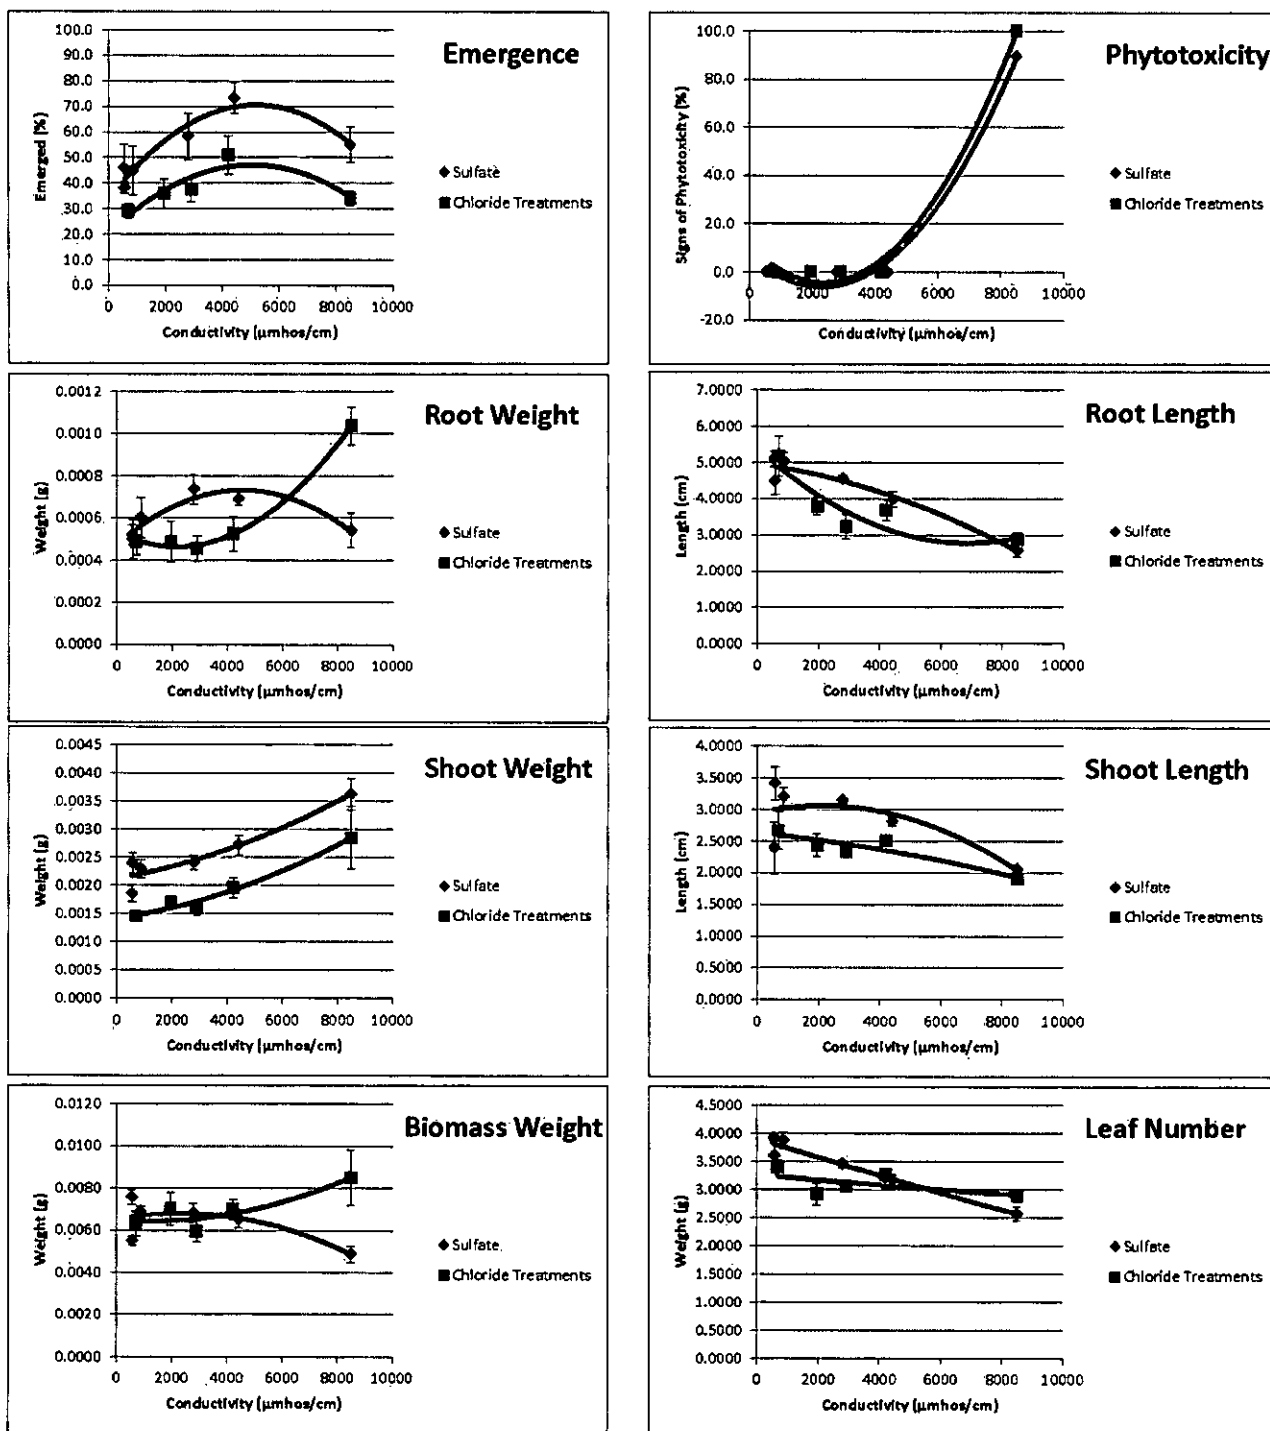 Emergence
100.0
90.0
80.0
70.0
60.0
50.0
40.0
30.0
20.0
10.0
0.0
Emerged (%)
0 2000 4000 6000 8000 10000
Conductivity (µmhos/cm)
Sulfate
Chloride Treatments
Phytotoxicity
100.0
80.0
60.0
40.0
20.0
0.0
-20.0
Signs of Phytotoxicity (%)
0 2000 4000 6000 8000 10000
Conductivity (µmhos/cm)
Sulfate
Chloride Treatments
Root Weight
0.0012
0.0010
0.0008
0.0006
0.0004
0.0002
0.0000
Weight (g)
0 2000 4000 6000 8000 10000
Conductivity (µmhos/cm)
Sulfate
Chloride Treatments
Root Length
7.0000
6.0000
5.0000
4.0000
3.0000
2.0000
1.0000
0.0000
Length (cm)
0 2000 4000 6000 8000 10000
Conductivity (µmhos/cm)
Sulfate
Chloride Treatments
Shoot Weight
0.0045
0.0040
0.0035
0.0030
0.0025
0.0020
0.0015
0.0010
0.0005
0.0000
Weight (g)
0 2000 4000 6000 8000 10000
Conductivity (µmhos/cm)
Sulfate
Chloride Treatments
Shoot Length
4.0000
3.5000
3.0000
2.5000
2.0000
1.5000
1.0000
0.5000
0.0000
Length (cm)
0 2000 4000 6000 8000 10000
Conductivity (µmhos/cm)
Sulfate
Chloride Treatments
Biomass Weight
0.0120
0.0100
0.0080
0.0060
0.0040
0.0020
0.0000
Weight (g)
0 2000 4000 6000 8000 10000
Conductivity (µmhos/cm)
Sulfate
Chloride Treatments
Leaf Number
4.5000
4.0000
3.5000
3.0000
2.5000
2.0000
1.5000
1.0000
0.5000
0.0000
Weight (g)
0 2000 4000 6000 8000 10000
Conductivity (µmhos/cm)
Sulfate
Chloride Treatments